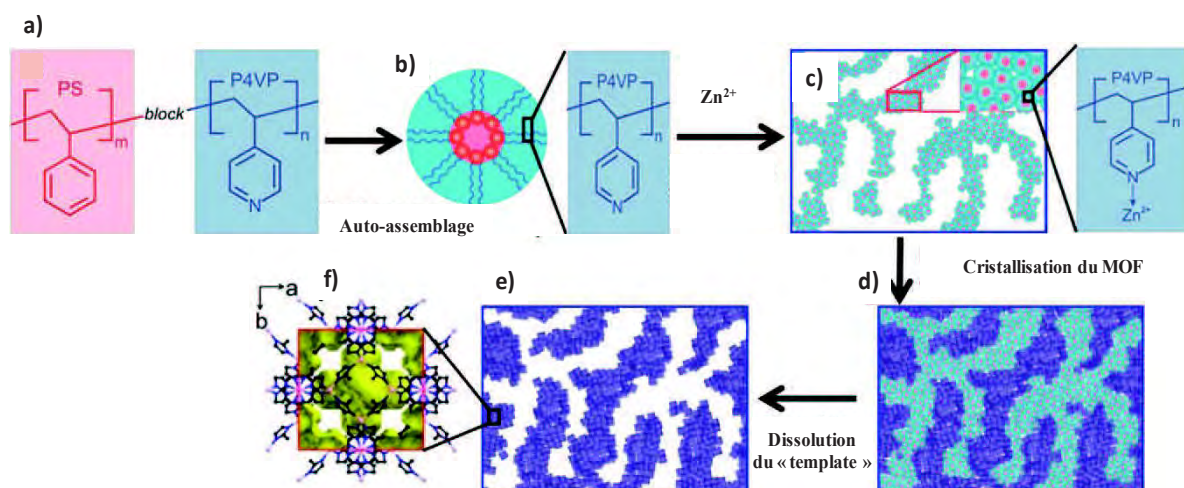 a)
PS
m
block
P4VP
n
N
Auto-assemblage
b)
P4VP
n
N
Zn²⁺
c)
P4VP
n
N
Zn²⁺
Cristallisation du MOF
d)
Dissolution
du « template »
e)
f)
a
b